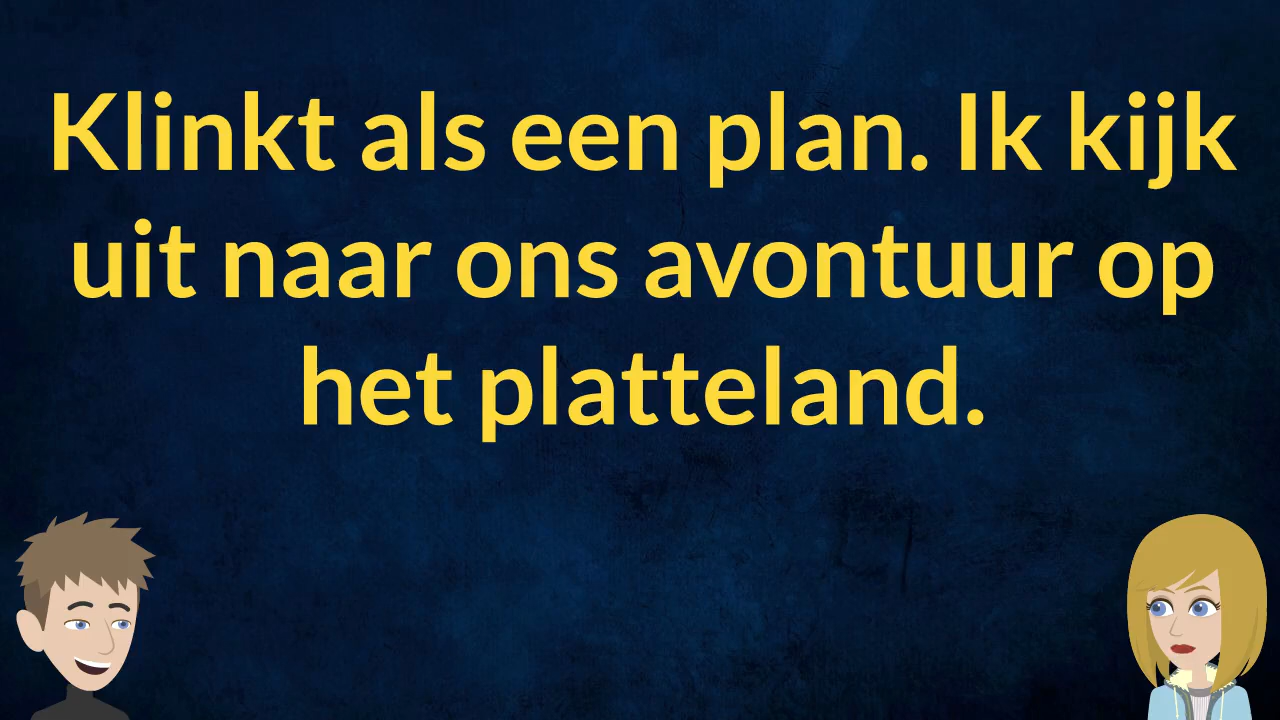 Klinkt als een plan. Ik kijk
uit naar ons avontuur op
het platteland.